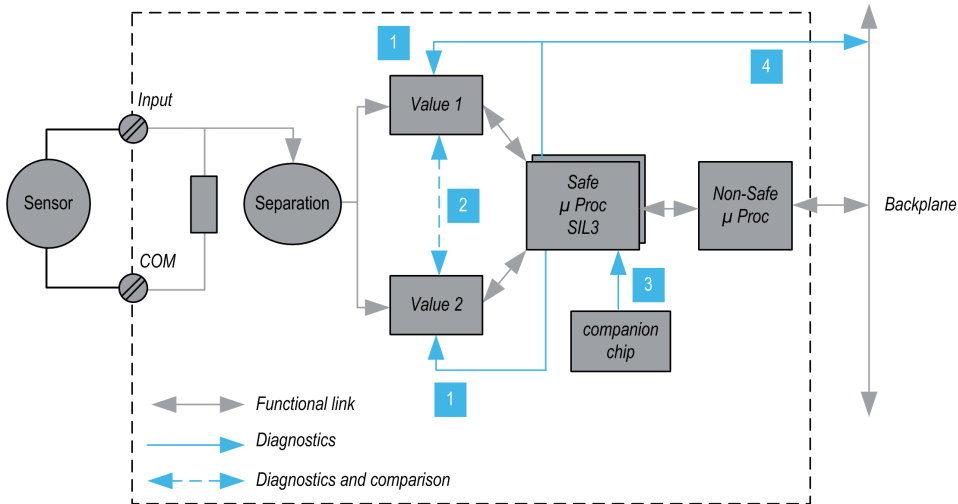 1
4
Input
Value 1
Sensor
Separation
2
Safe
µ Proc
SIL3
Non-Safe
µ Proc
Backplane
COM
Value 2
3
companion
chip
1
Functional link
Diagnostics
Diagnostics and comparison